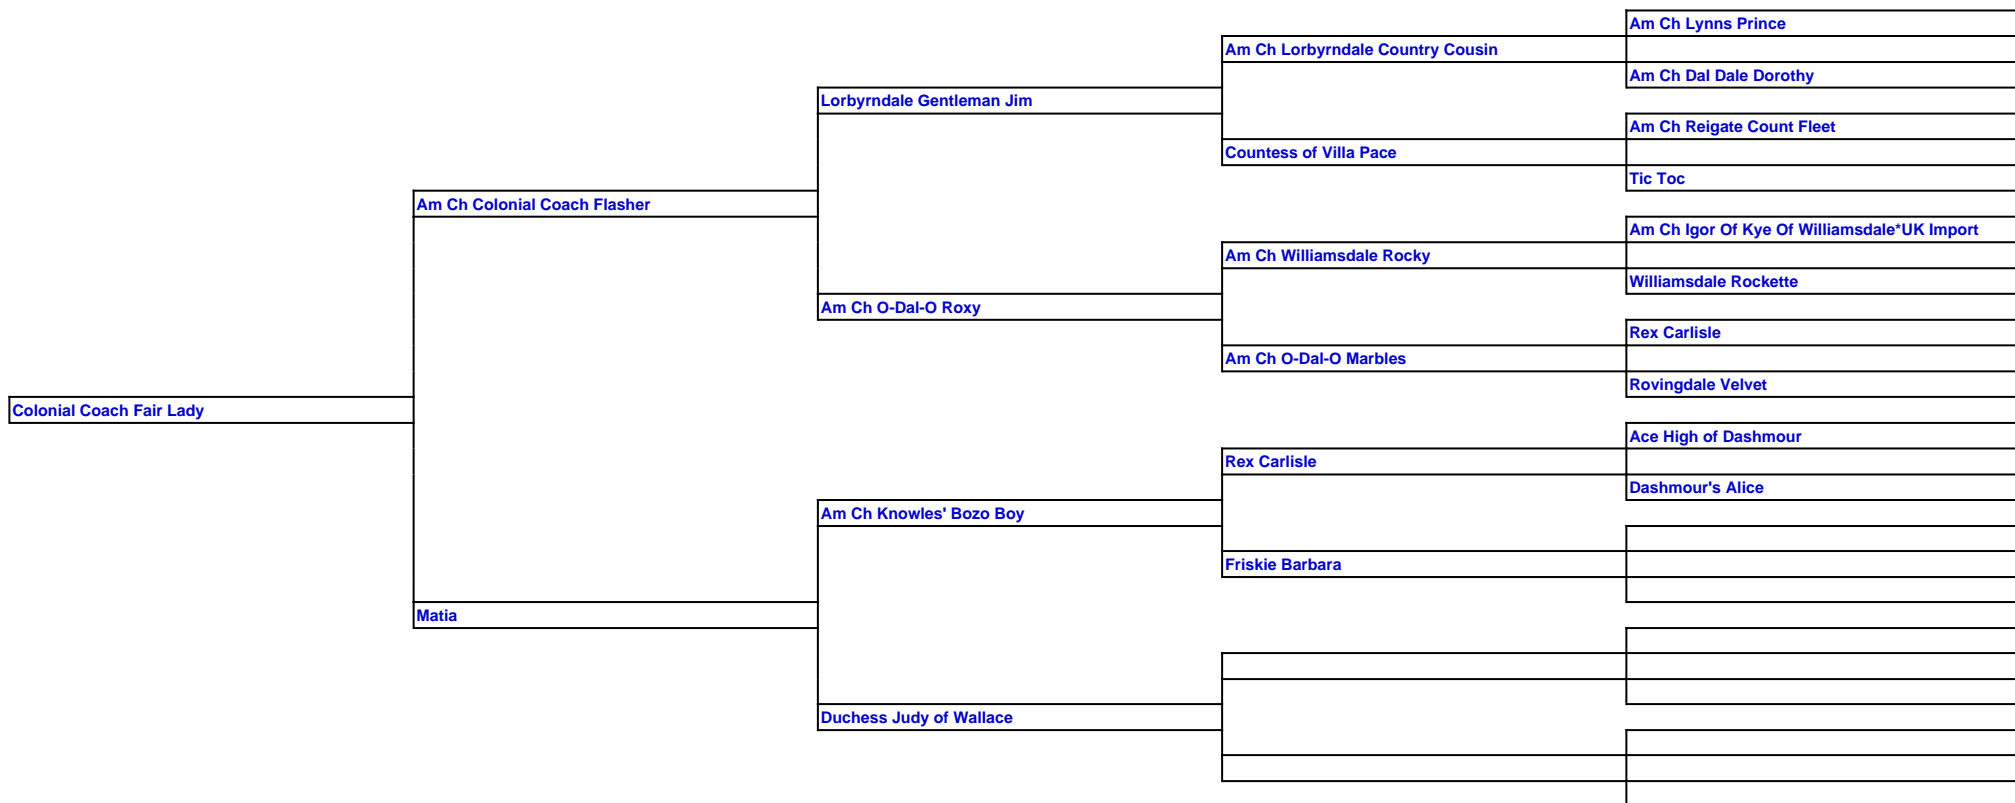 Am Ch Lynns Prince
Am Ch Lorbyrndale Country Cousin
Am Ch Dal Dale Dorothy
Lorbyrndale Gentleman Jim
Am Ch Reigate Count Fleet
Countess of Villa Pace
Tic Toc
Am Ch Colonial Coach Flasher
Am Ch Igor Of Kye Of Williamsdale*UK Import
Am Ch Williamsdale Rocky
Williamsdale Rockette
Am Ch O-Dal-O Roxy
Rex Carlisle
Am Ch O-Dal-O Marbles
Rovingdale Velvet
Colonial Coach Fair Lady
Ace High of Dashmour
Rex Carlisle
Dashmour's Alice
Am Ch Knowles' Bozo Boy
Friskie Barbara
Matia
Duchess Judy of Wallace